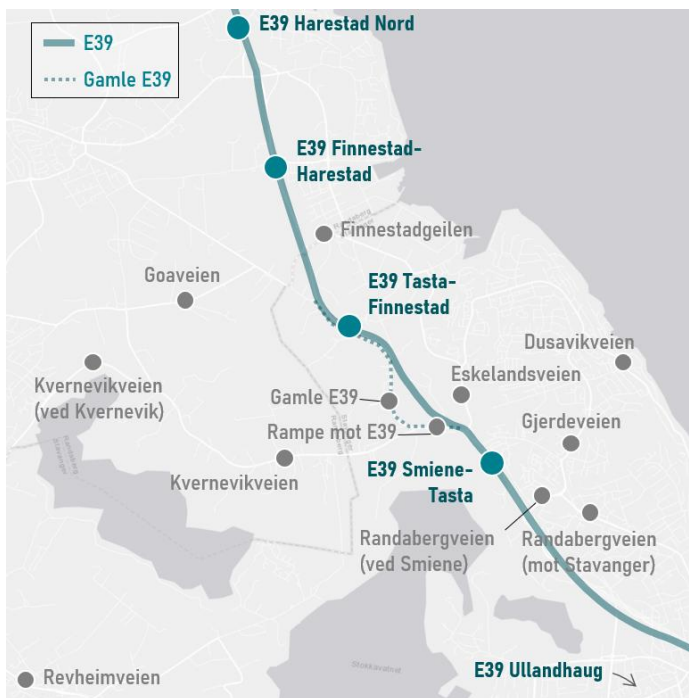 E39 Harestad Nord
E39
Gamle E39
E39 Finnestad-
Harestad
Finnestadgeilen
Goaveien
E39 Tasta-
Finnestad
Dusavikveien
Kvernevikveien
(ved Kvernevik)
Eskelandsveien
Gamle E39
Gjerdeveien
Rampe mot E39
Kvernevikveien
E39 Smiene-
Tasta
Randabergveien
(ved Smiene)
Randabergveien
(mot Stavanger)
Stokkavatnet
Revheimveien
E39 Ullandhaug